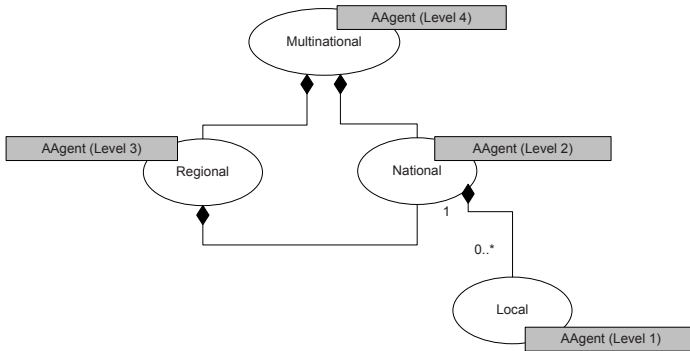 AAgent (Level 4)
Multinational
AAgent (Level 3)
AAgent (Level 2)
Regional
National
1
0..*
Local
AAgent (Level 1)